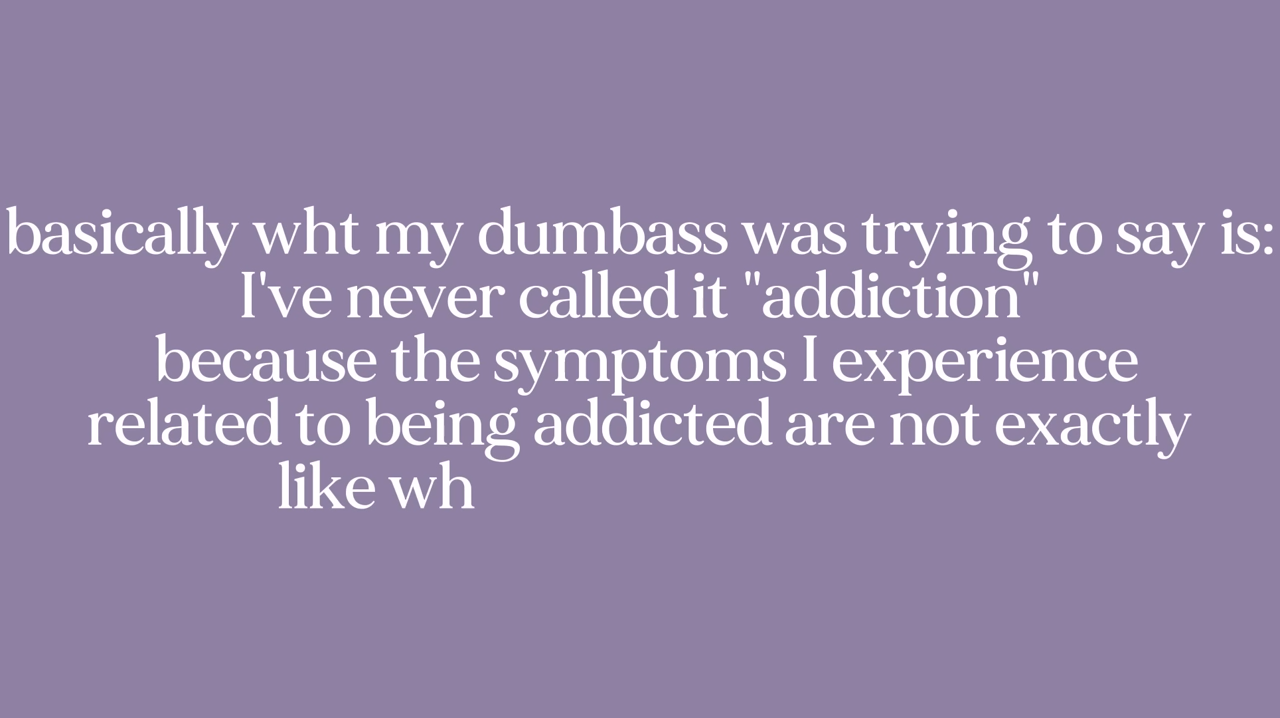 basically wht my dumbass was trying to say is:
I've never called it "addiction"
because the symptoms I experience
related to being addicted are not exactly
like wh